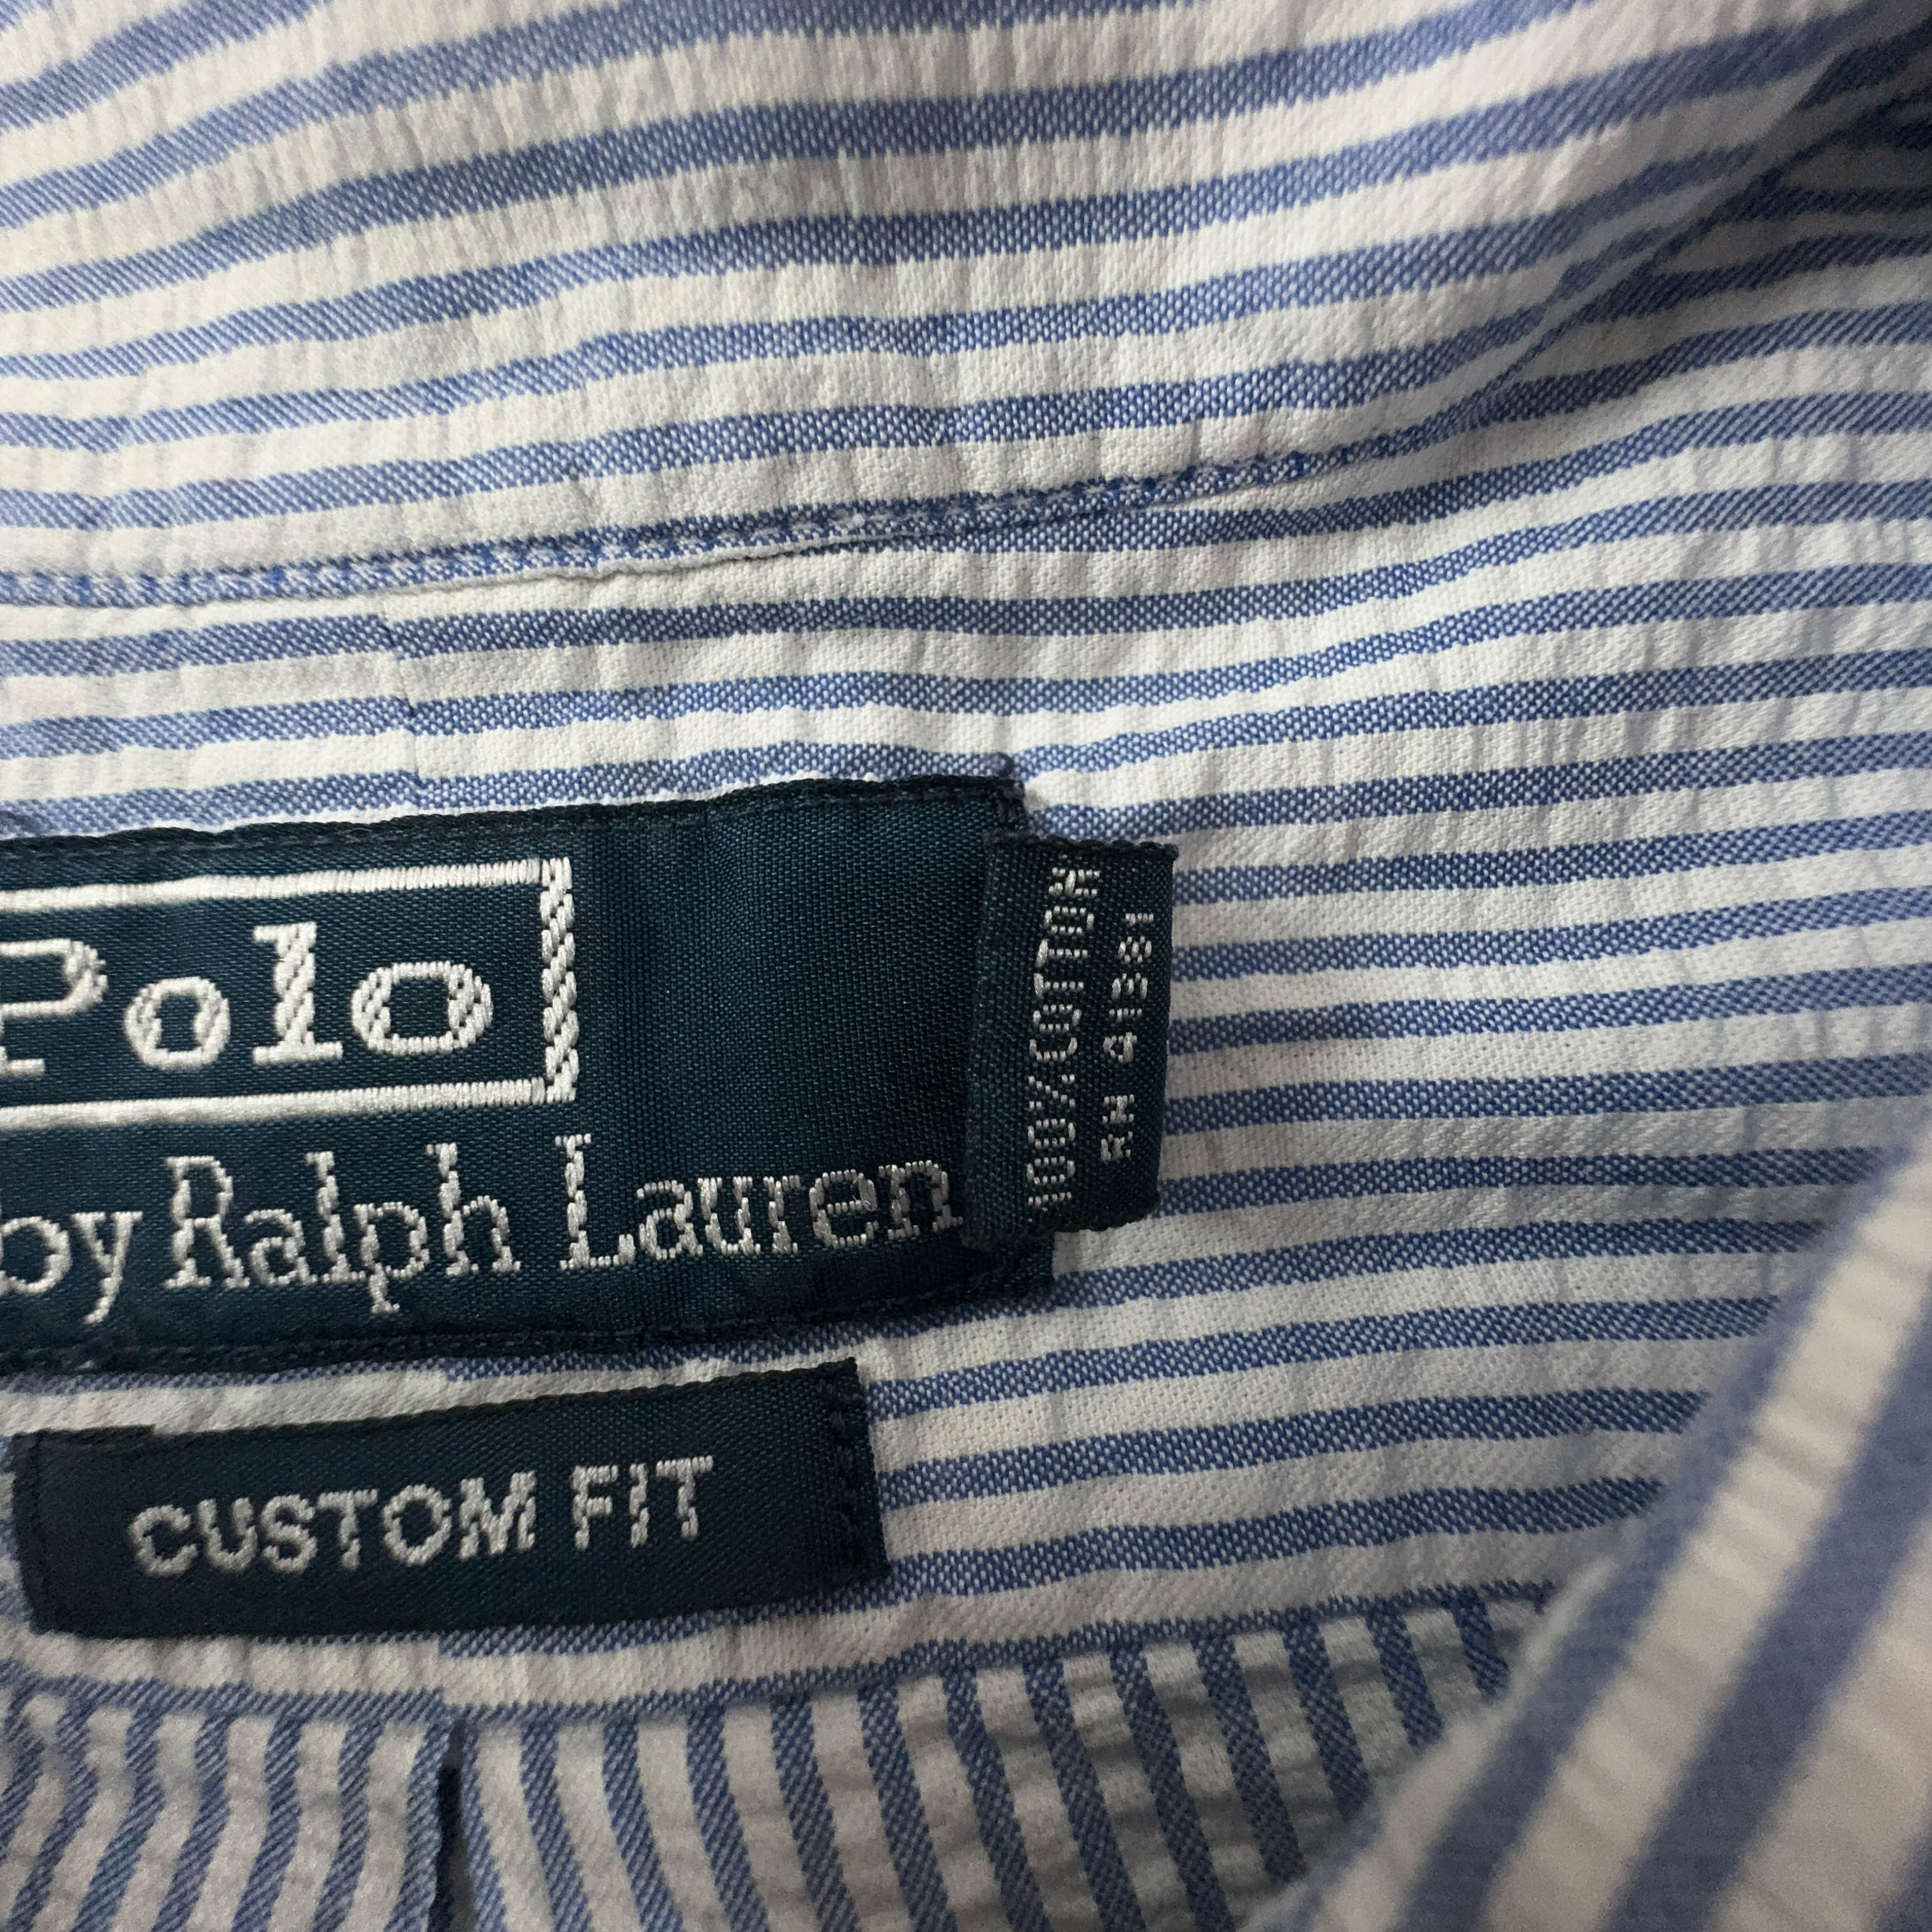 Polo
by Ralph Lauren
100% COTTON
RN 41381
CUSTOM FIT